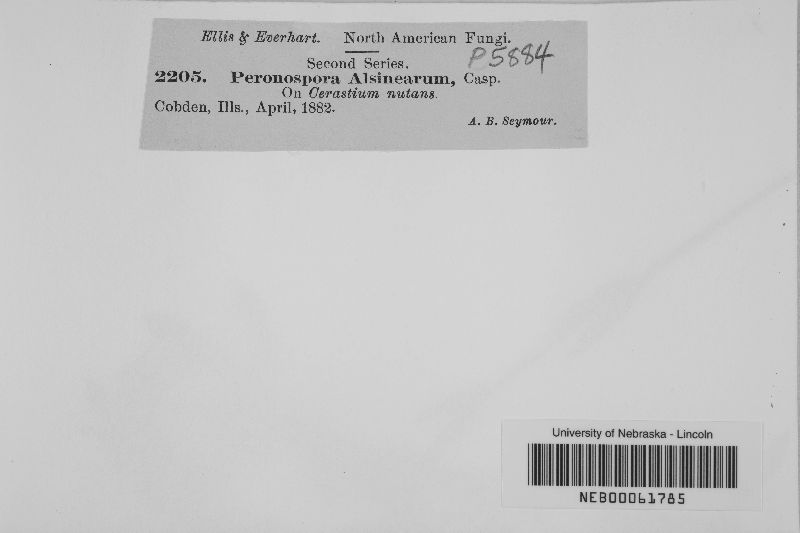 Ellis & Everhart. North American Fungi.
P5884
Second Series.
2205. Peronospora Alsinearum, Casp.
On Cerastium nutans.
Cobden, Ills., April, 1882.
A. B. Seymour.
University of Nebraska - Lincoln
NEB00061785